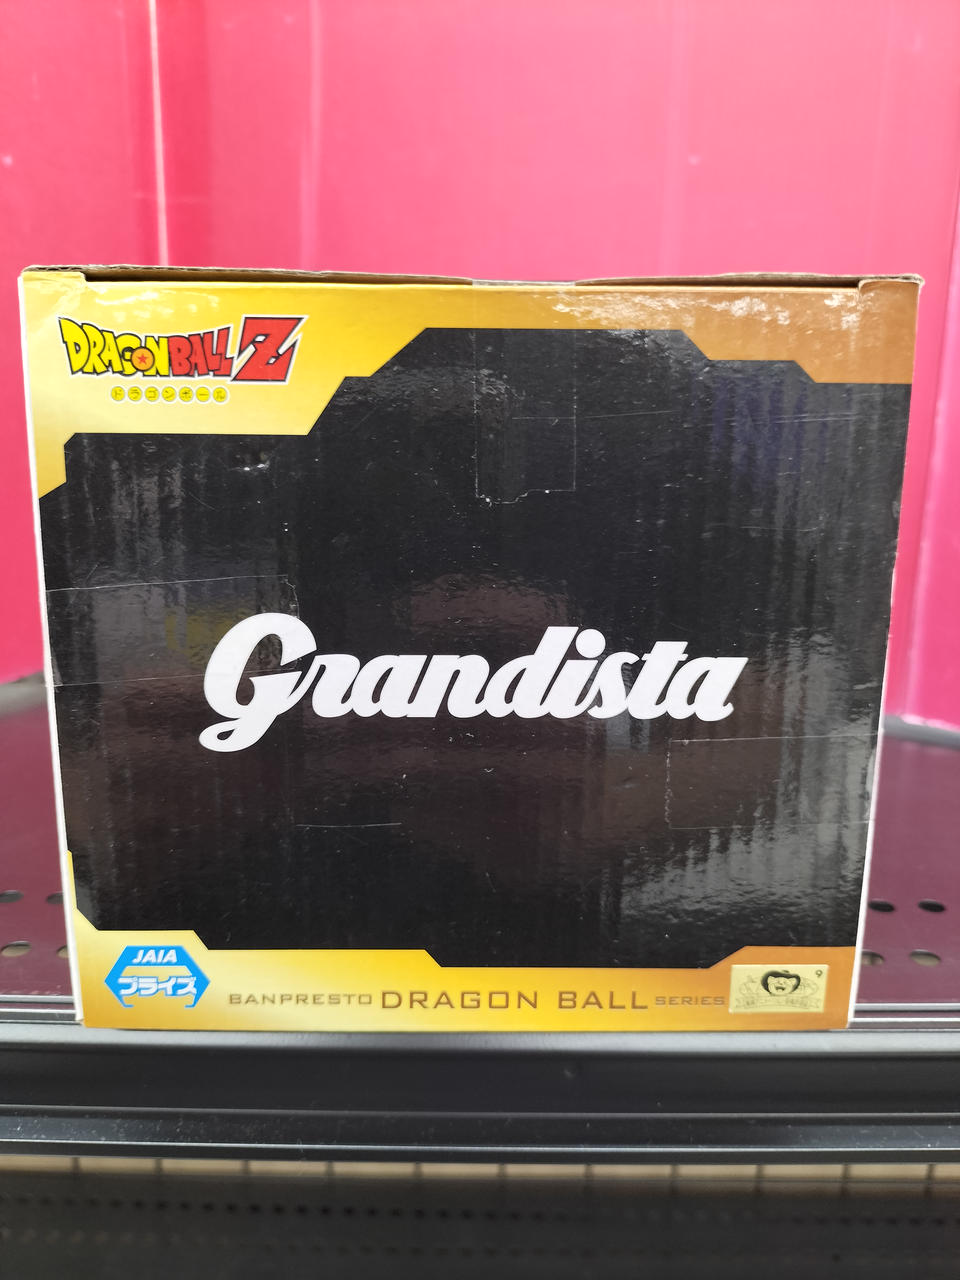 DRAGON BALL Z
ドラゴンボール
Grandista
JAIA
プライズ
BANPRESTO DRAGON BALL SERIES
9